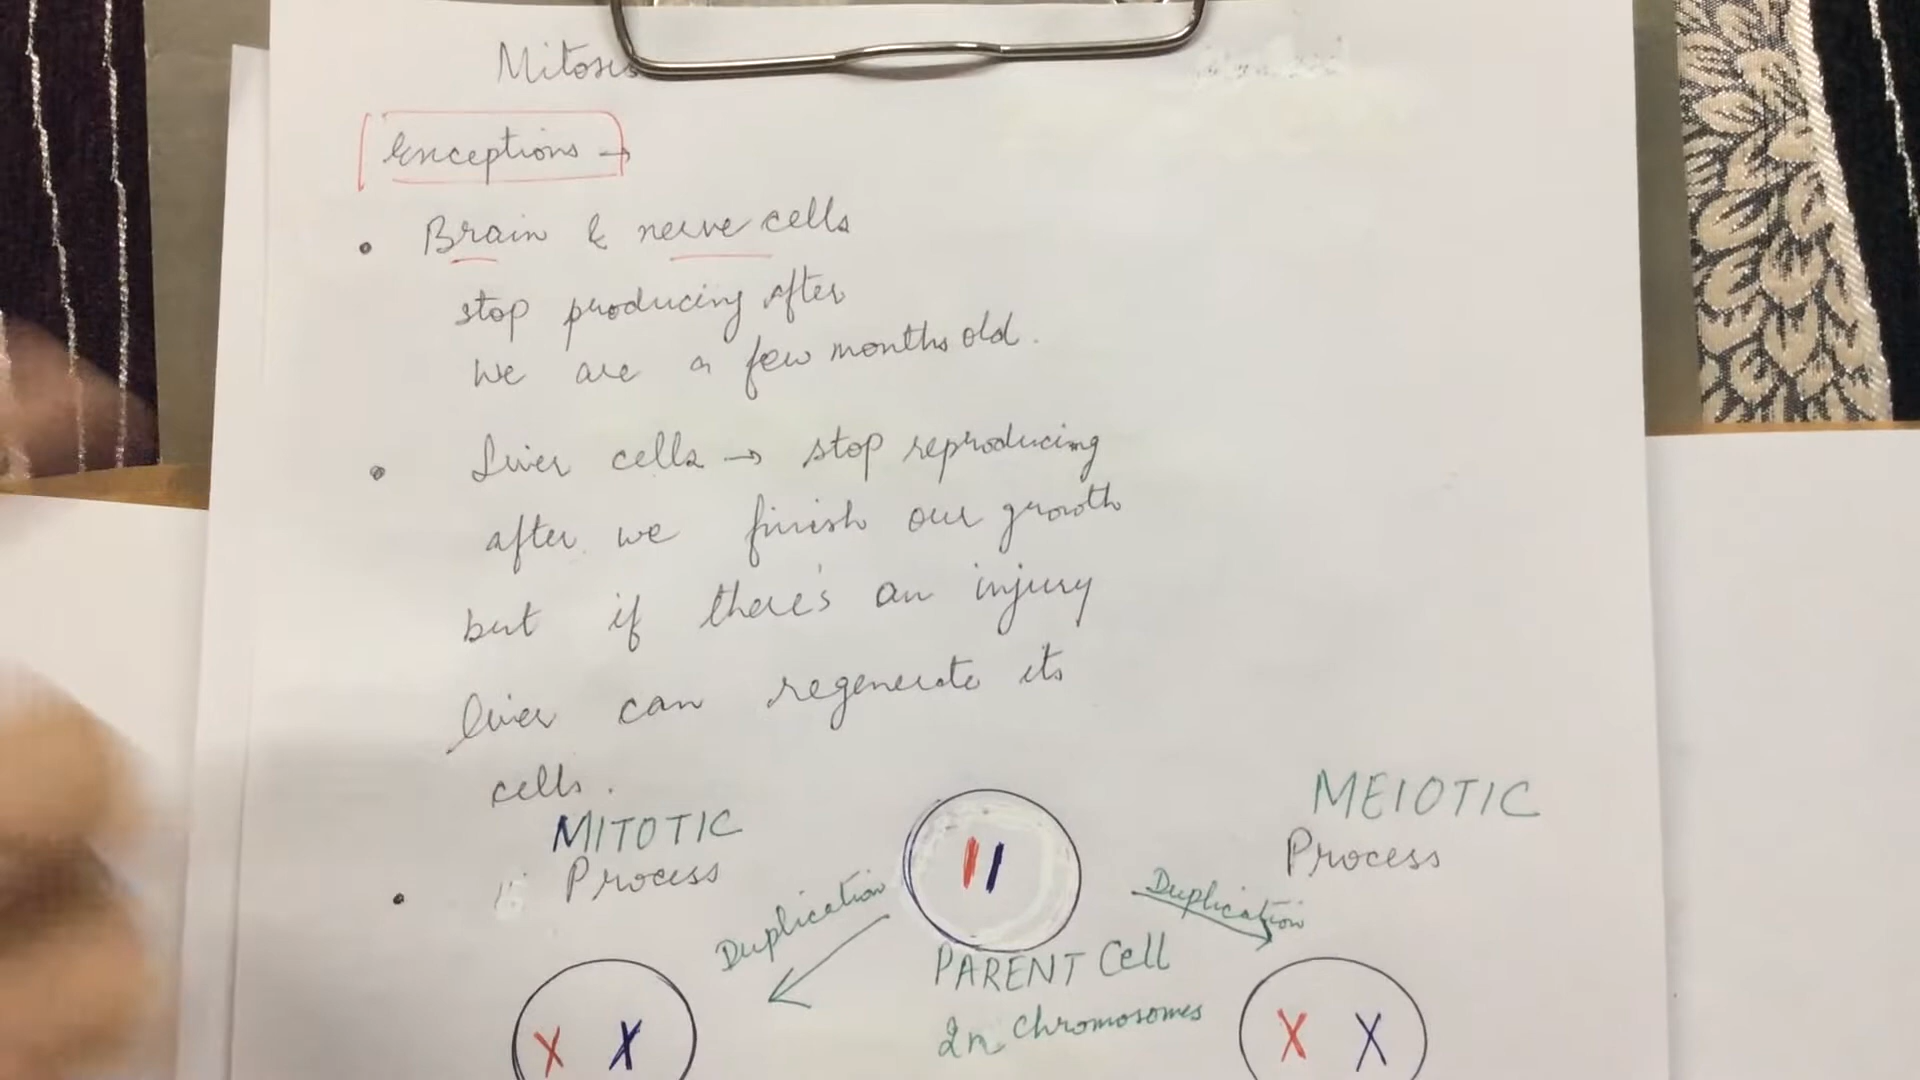 Mitosis
Exceptions →
• Brain & nerve cells
stop producing after
we are a few months old.
• Liver cells → stop reproducing
after we finish our growth
but if there's an injury
liver can regenerate its
cells.
MITOTIC
Process
•
Duplication
PARENT Cell
2n chromosomes
MEIOTIC
Process
Duplication